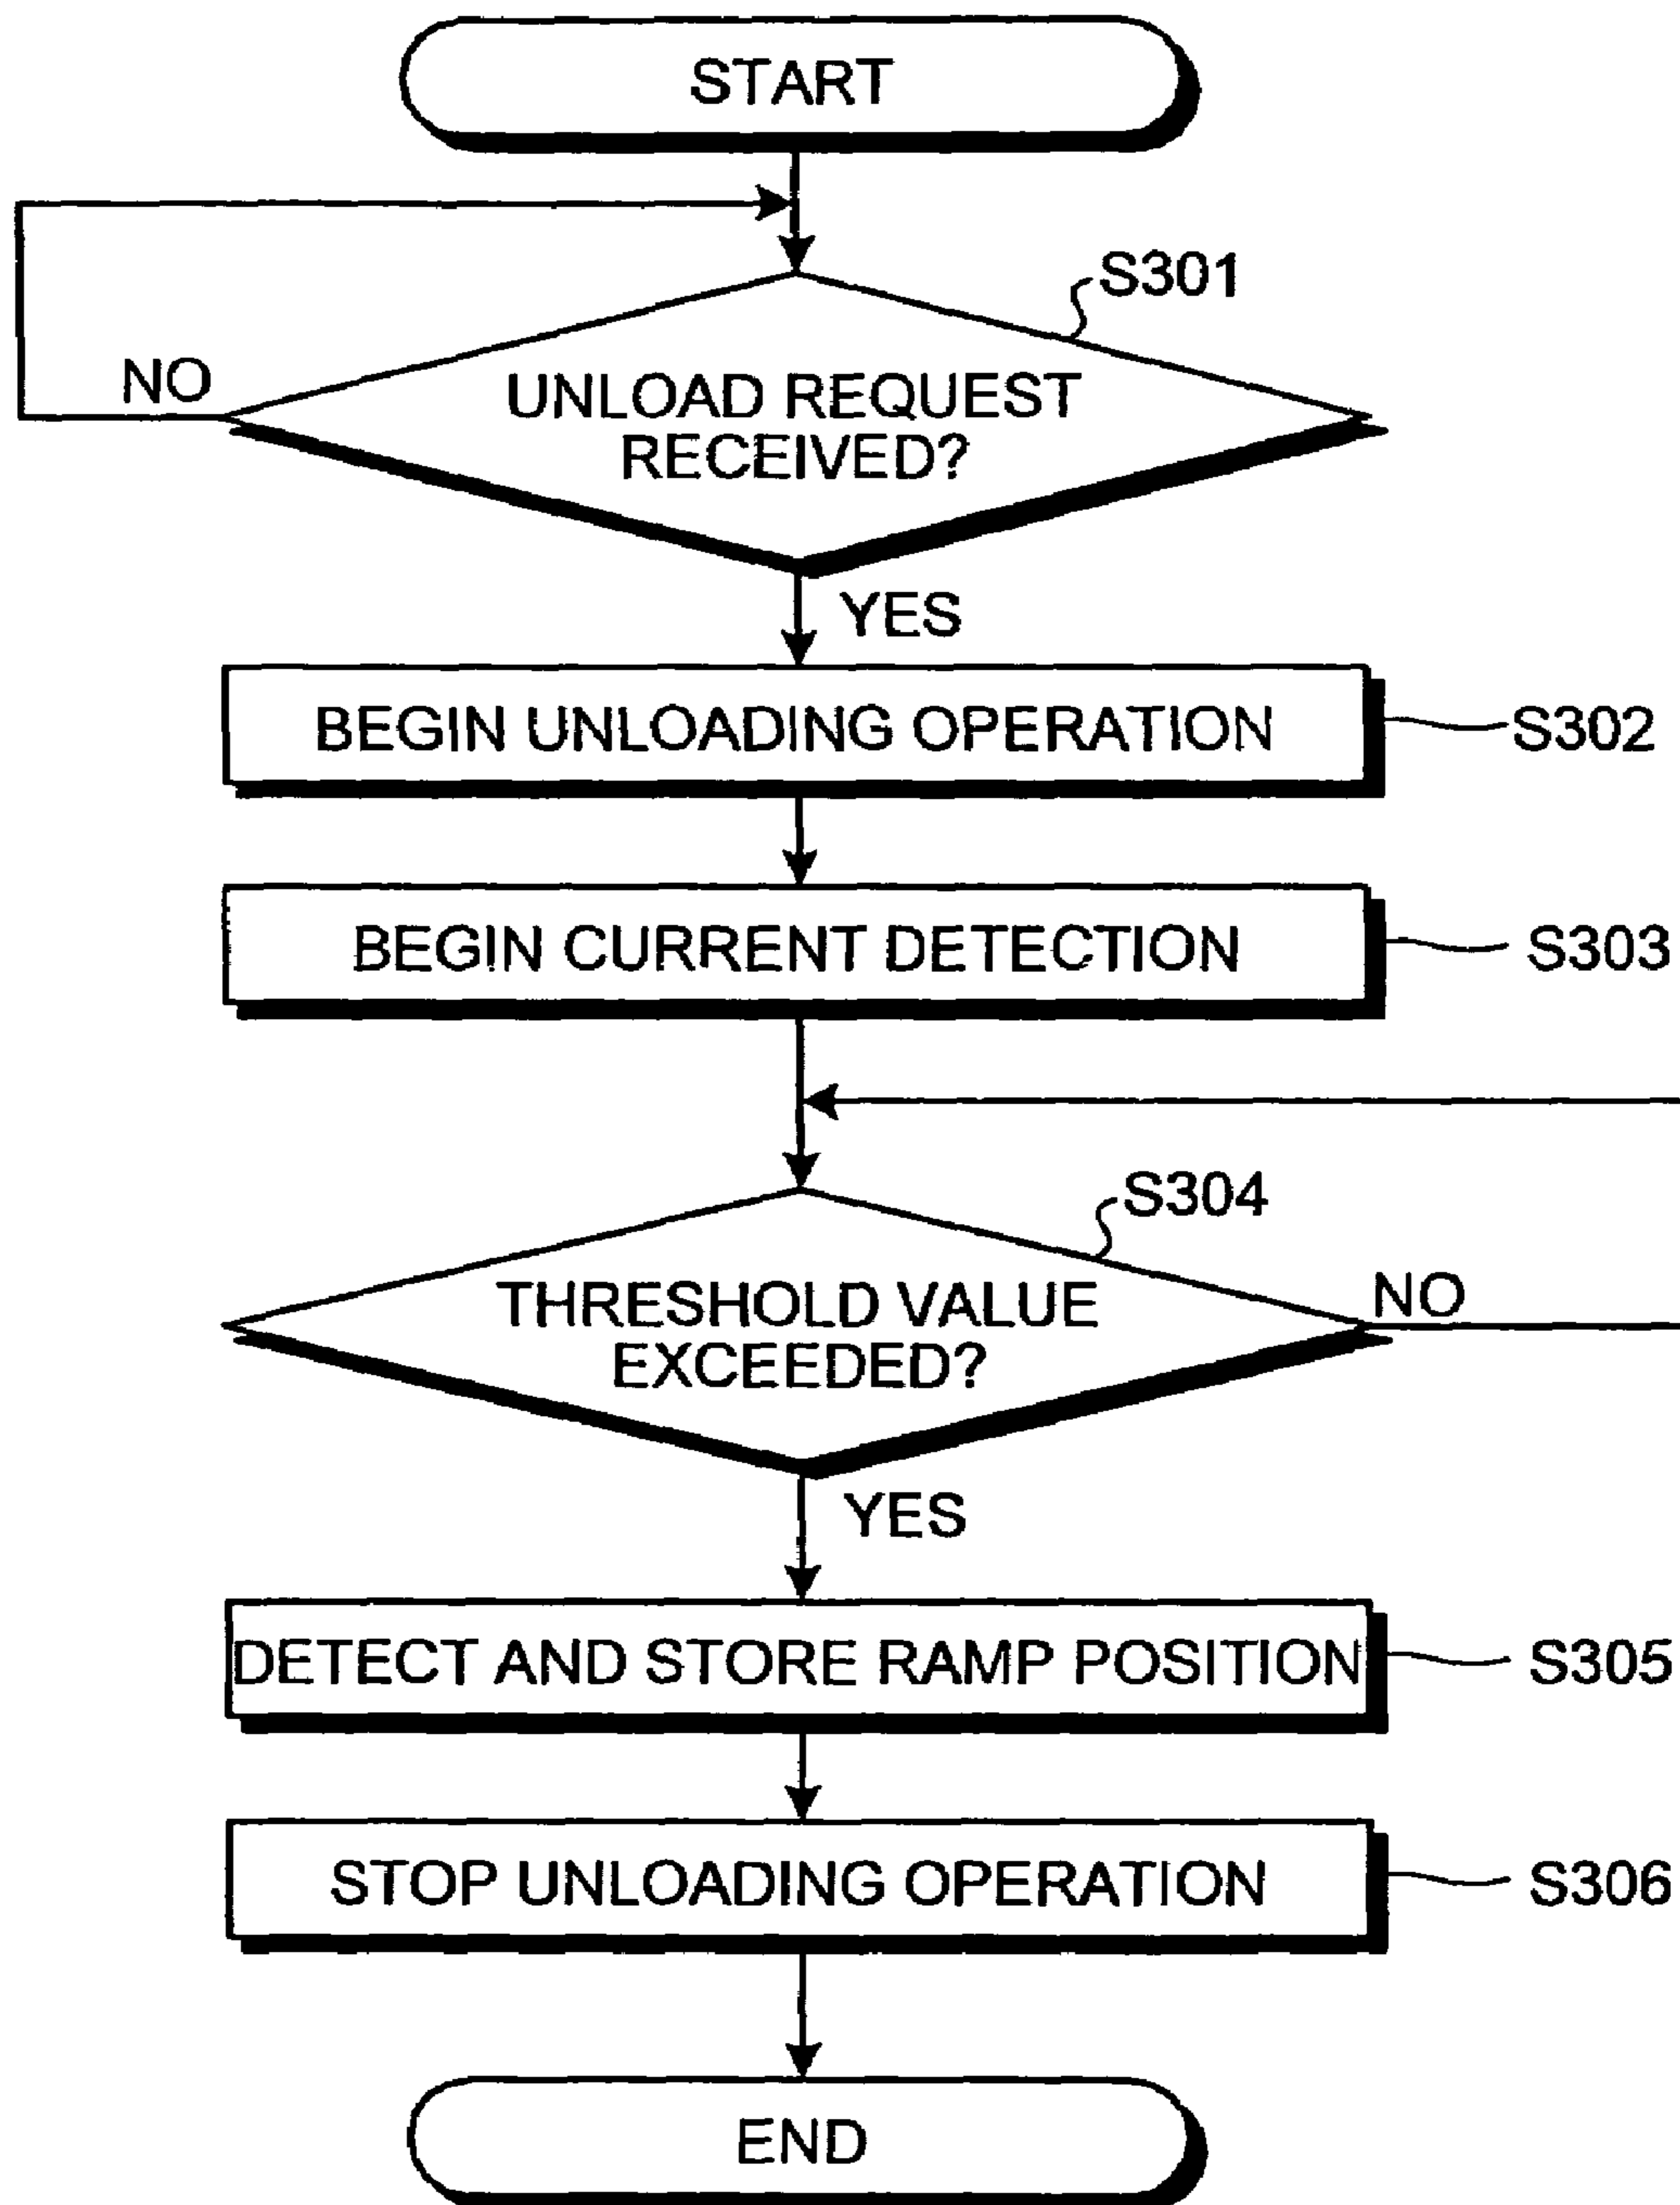 START
S301
NO
UNLOAD REQUEST
RECEIVED?
YES
BEGIN UNLOADING OPERATION
S302
BEGIN CURRENT DETECTION
S303
S304
THRESHOLD VALUE
EXCEEDED?
NO
YES
DETECT AND STORE RAMP POSITION
S305
STOP UNLOADING OPERATION
S306
END